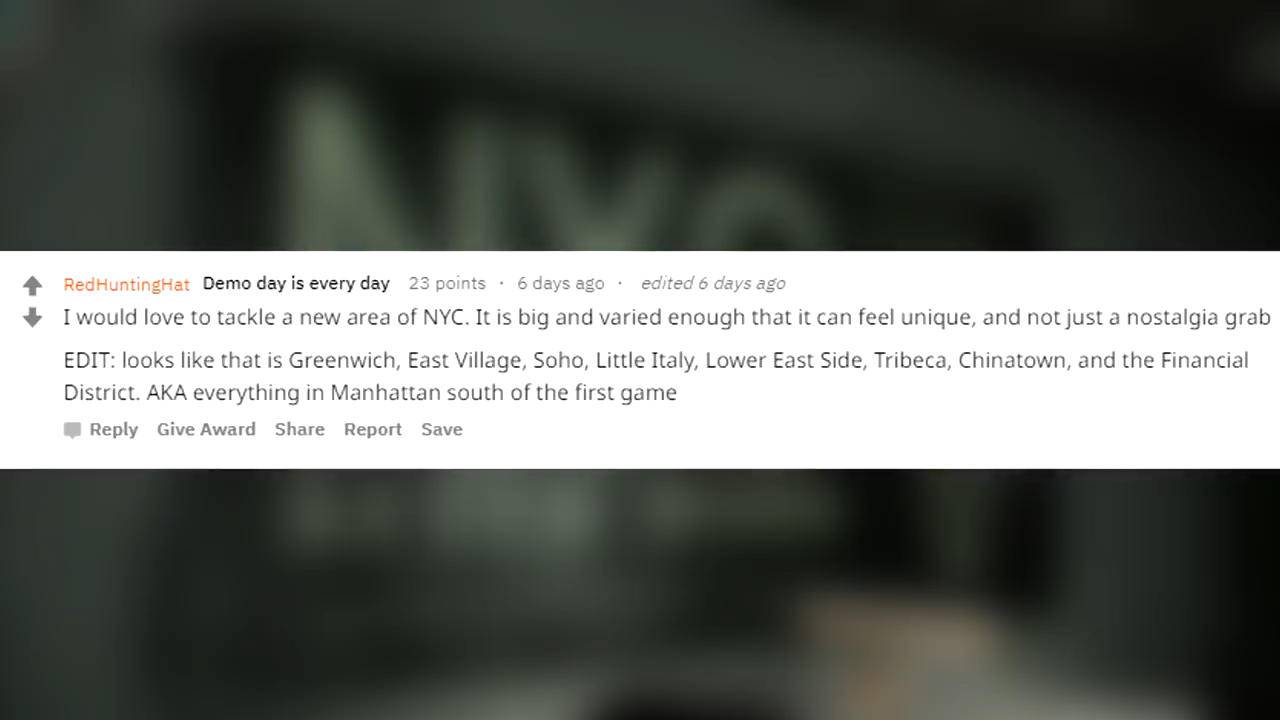 NYC
RedHuntingHat Demo day is every day 23 points · 6 days ago · edited 6 days ago
I would love to tackle a new area of NYC. It is big and varied enough that it can feel unique, and not just a nostalgia grab
EDIT: looks like that is Greenwich, East Village, Soho, Little Italy, Lower East Side, Tribeca, Chinatown, and the Financial
District. AKA everything in Manhattan south of the first game
Reply Give Award Share Report Save